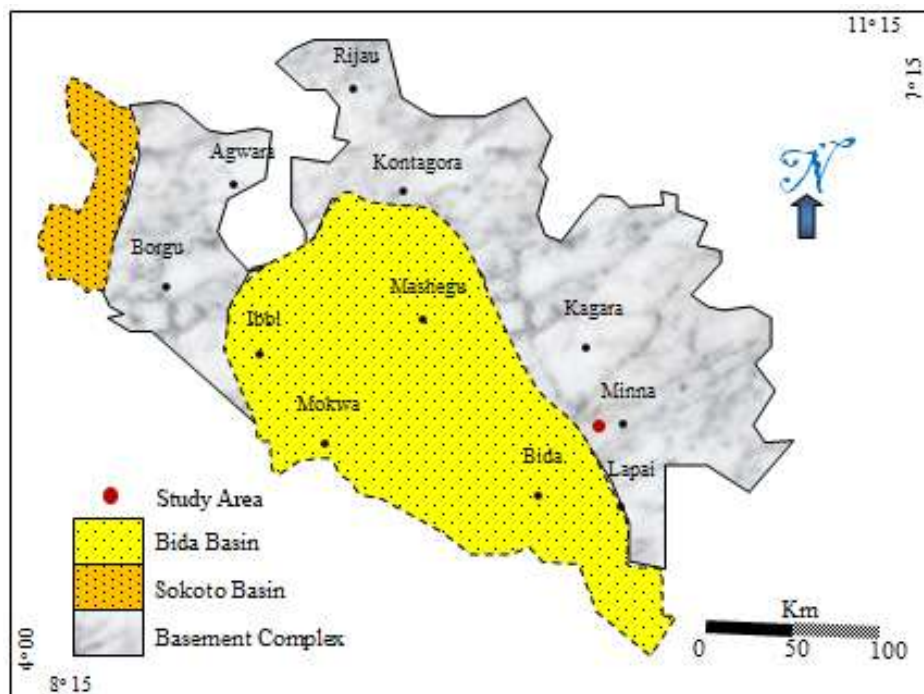 11° 15
7° 15
Rijau
Agwara
Kontagora
N
Borgu
Mashegu
Ibbl
Kagara
Mokwa
Minna
Bida
Lapai
Study Area
Bida Basin
Sokoto Basin
Basement Complex
Km
0 50 100
4° 00
8° 15